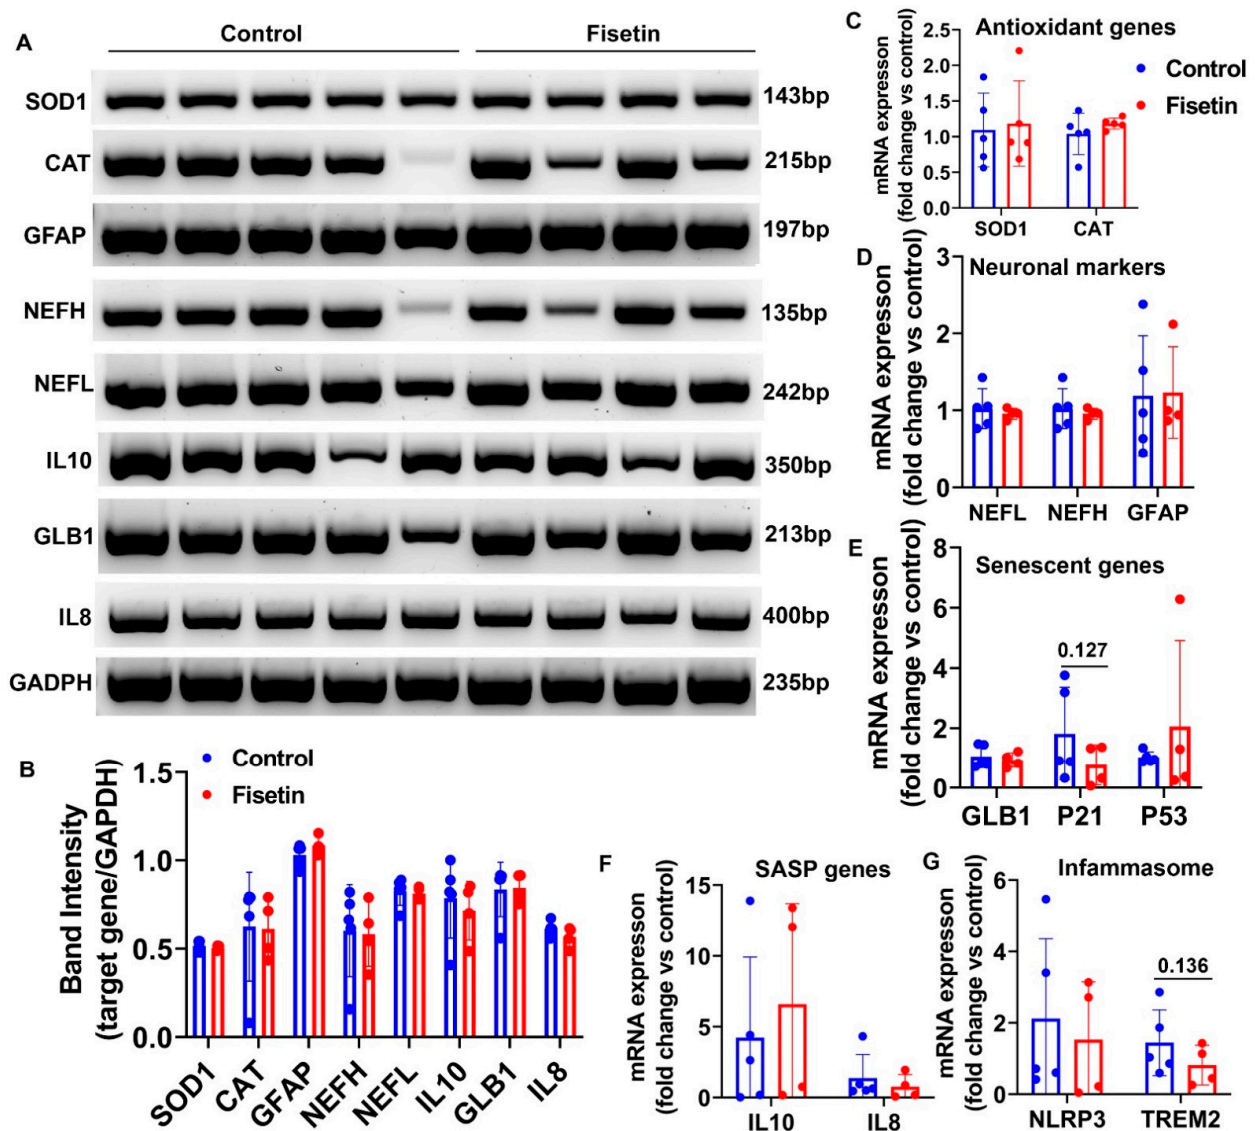 A
Control
Fisetin
SOD1
143bp
CAT
215bp
GFAP
197bp
NEFH
135bp
NEFL
242bp
IL10
350bp
GLB1
213bp
IL8
400bp
GADPH
235bp
B
Control
Fisetin
Band Intensity
(target gene/GAPDH)
1.5
1.0
0.5
0.0
SOD1
CAT
GFAP
NEFH
NEFL
IL10
GLB1
IL8
C
Antioxidant genes
mRNA expresson
(fold change vs control)
2.5
2.0
1.5
1.0
0.5
0.0
SOD1
CAT
Control
Fisetin
D
Neuronal markers
mRNA expresson
(fold change vs control)
3
2
1
0
NEFL
NEFH
GFAP
E
Senescent genes
mRNA expresson
(fold change vs control)
8
6
4
2
0
0.127
GLB1
P21
P53
F
SASP genes
mRNA expresson
(fold change vs control)
15
10
5
0
IL10
IL8
G
Infammasome
mRNA expresson
(fold change vs control)
6
4
2
0
0.136
NLRP3
TREM2